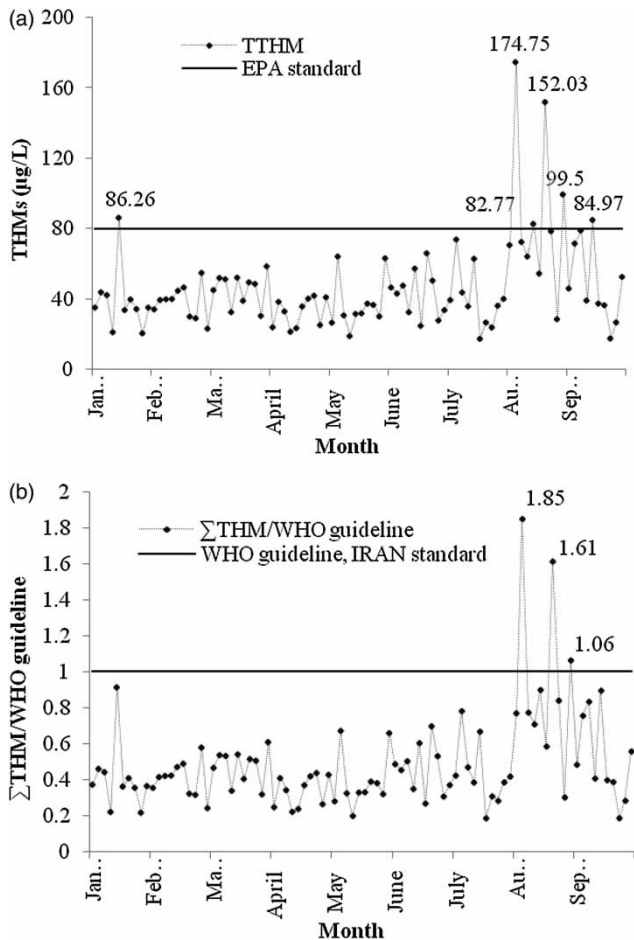 (a)
200
174.75
TTHM
EPA standard
160
152.03
THMs (µg/L)
120
99.5
86.26
82.77
84.97
80
40
0
Jan..
Feb..
Ma..
April
May
June
July
Au..
Sep..
Month
(b)
2
1.85
∑THM/WHO guideline
1.8
WHO guideline, IRAN standard
1.6
1.61
1.4
1.2
1.06
∑THM/WHO guideline
1
0.8
0.6
0.4
0.2
0
Jan..
Feb..
Ma..
April
May
June
July
Au..
Sep..
Month